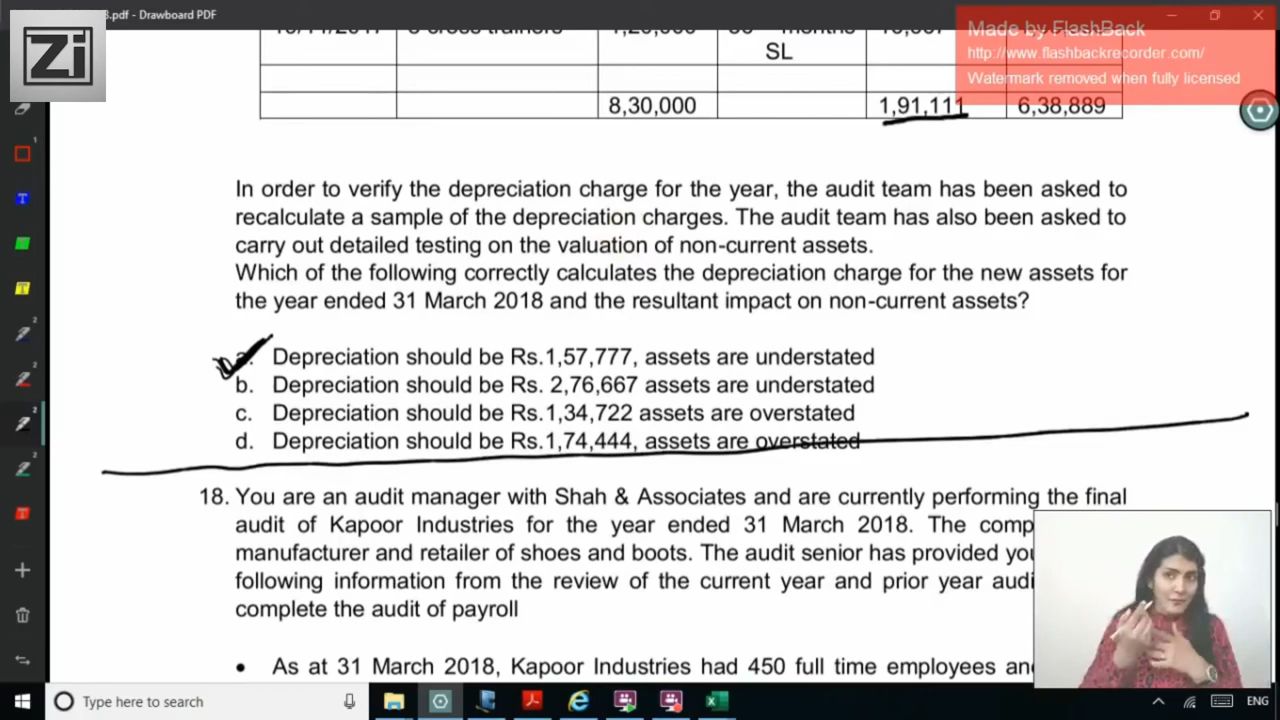 .pdf - Drawboard PDF
Zi
Made by FlashBack
http://www.flashbackrecorder.com/
Watermark removed when fully licensed
SL
8,30,000 1,91,111 6,38,889
In order to verify the depreciation charge for the year, the audit team has been asked to
recalculate a sample of the depreciation charges. The audit team has also been asked to
carry out detailed testing on the valuation of non-current assets.
Which of the following correctly calculates the depreciation charge for the new assets for
the year ended 31 March 2018 and the resultant impact on non-current assets?
Depreciation should be Rs.1,57,777, assets are understated
b. Depreciation should be Rs. 2,76,667 assets are understated
c. Depreciation should be Rs.1,34,722 assets are overstated
d. Depreciation should be Rs.1,74,444, assets are overstated
18. You are an audit manager with Shah & Associates and are currently performing the final
audit of Kapoor Industries for the year ended 31 March 2018. The comp
manufacturer and retailer of shoes and boots. The audit senior has provided you
following information from the review of the current year and prior year audi
complete the audit of payroll
• As at 31 March 2018, Kapoor Industries had 450 full time employees an
Type here to search
ENG